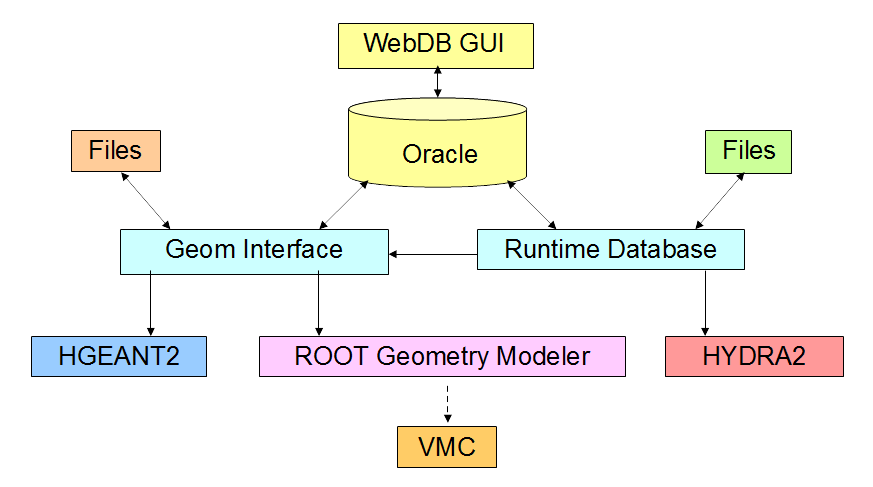 WebDB GUI
Files
Oracle
Files
Geom Interface
Runtime Database
HGEANT2
ROOT Geometry Modeler
HYDRA2
VMC